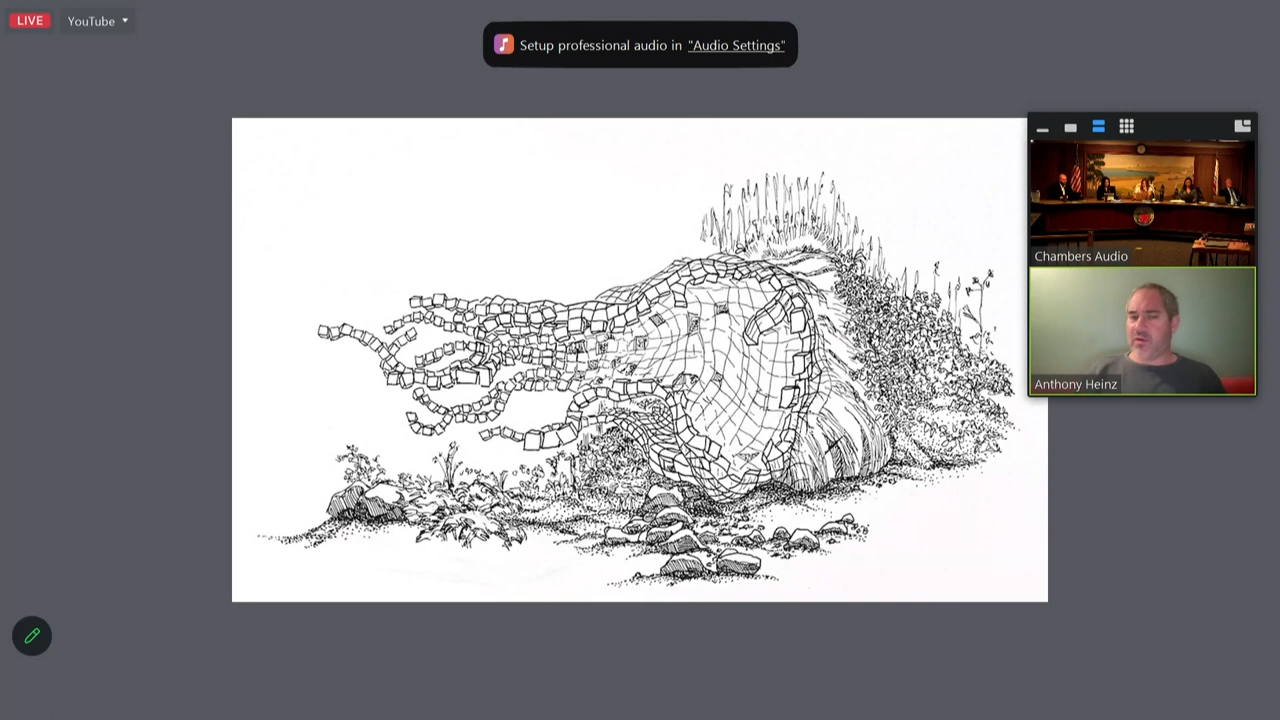 LIVE
YouTube
Setup professional audio in "Audio Settings"
Chambers Audio
Anthony Heinz